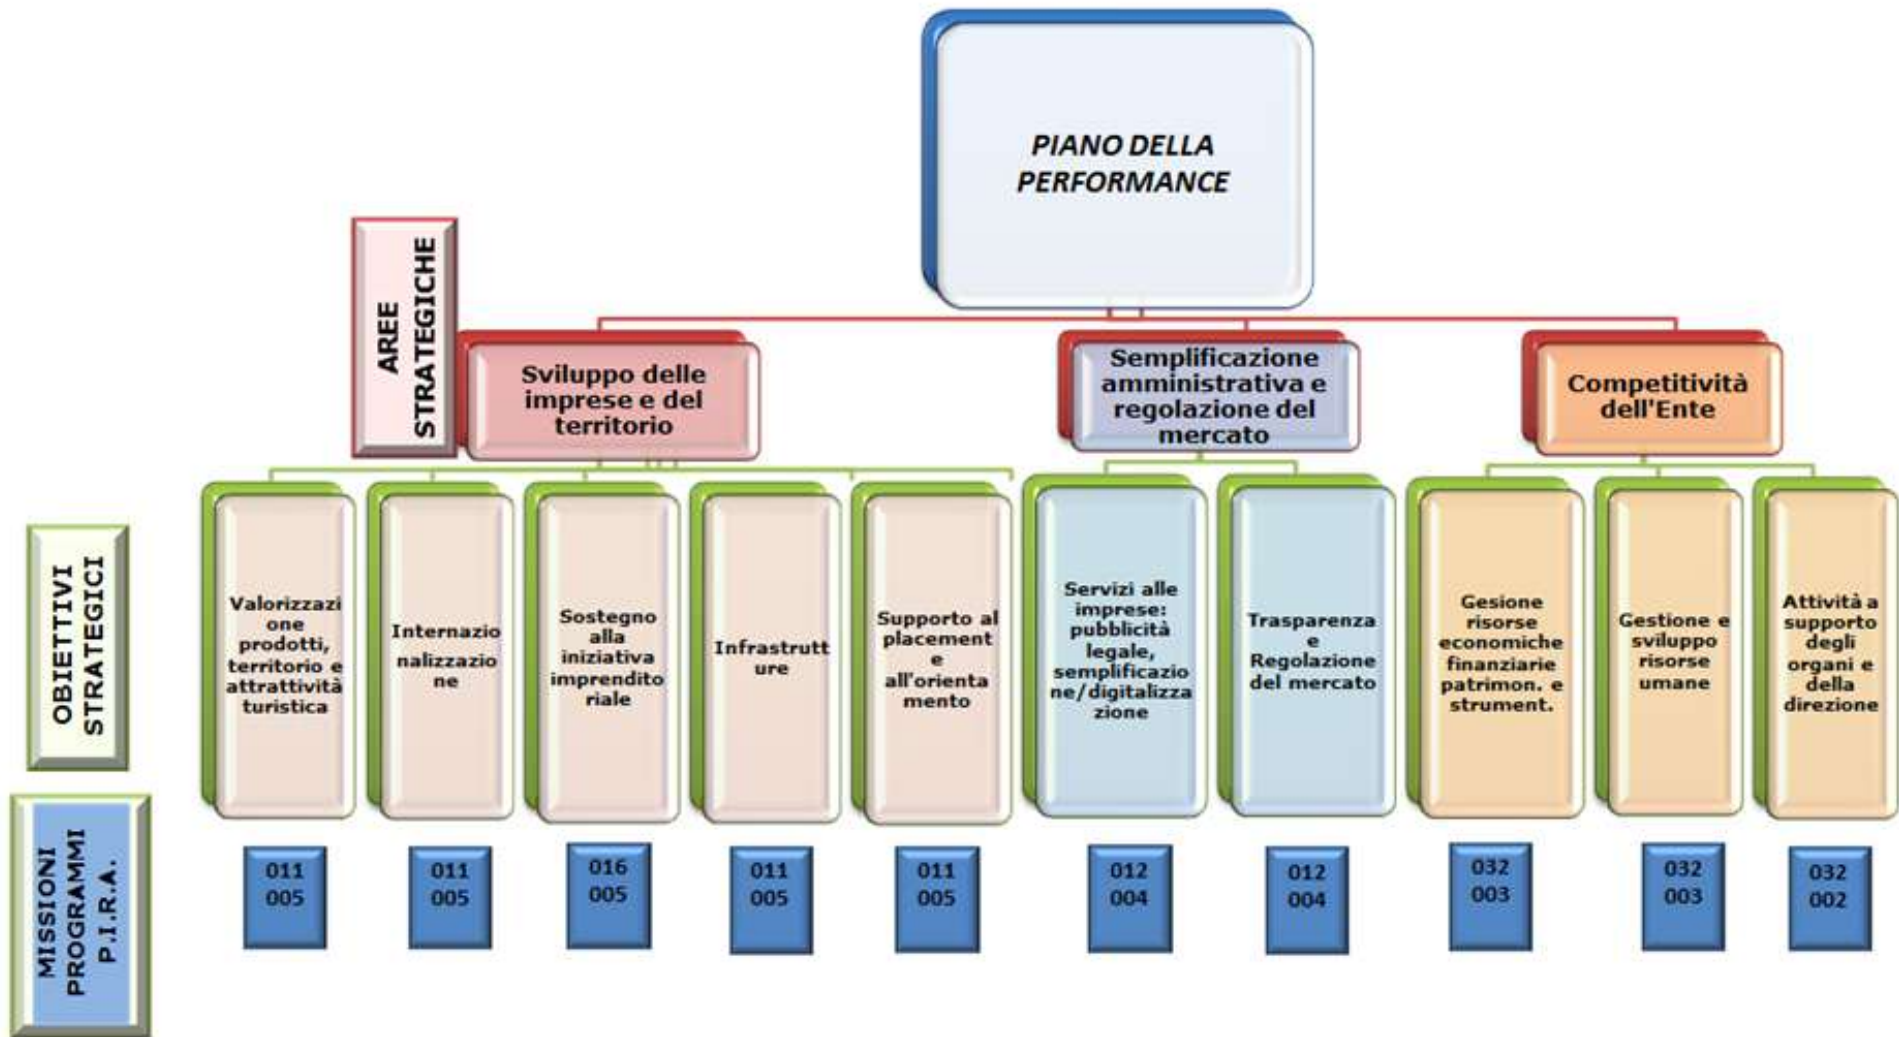 PIANO DELLA
PERFORMANCE
AREE
STRATEGICHE
Sviluppo delle
imprese e del
territorio
Semplificazione
amministrativa e
regolazione del
mercato
Competitività
dell'Ente
OBIETTIVI
STRATEGICI
Valorizzazi
one
prodotti,
territorio e
attrattività
turistica
Internazio
nalizzazio
ne
Sostegno
alla
iniziativa
imprendito
riale
Infrastrutt
ure
Supporto al
placement
e
all'orienta
mento
Servizi alle
imprese:
pubblicità
legale,
semplificazio
ne/digitalizza
zione
Trasparenza
e
Regolazione
del mercato
Gesione
risorse
economiche
finanziarie
patrimon. e
strument.
Gestione e
sviluppo
risorse
umane
Attività a
supporto
degli
organi e
della
direzione
MISSIONI
PROGRAMMI
P.I.R.A.
011
005
011
005
016
005
011
005
011
005
012
004
012
004
032
003
032
003
032
002